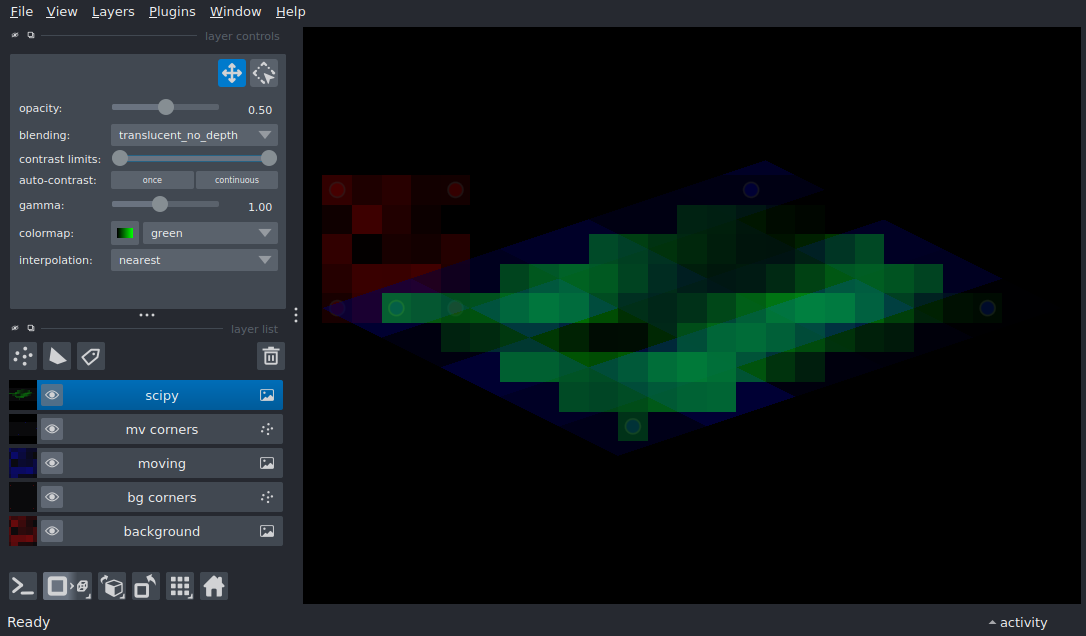 File View Layers Plugins Window Help
layer controls
opacity: 0.50
blending: translucent_no_depth
contrast limits:
auto-contrast: once continuous
gamma: 1.00
colormap: green
interpolation: nearest
layer list
scipy
mv corners
moving
bg corners
background
Ready activity